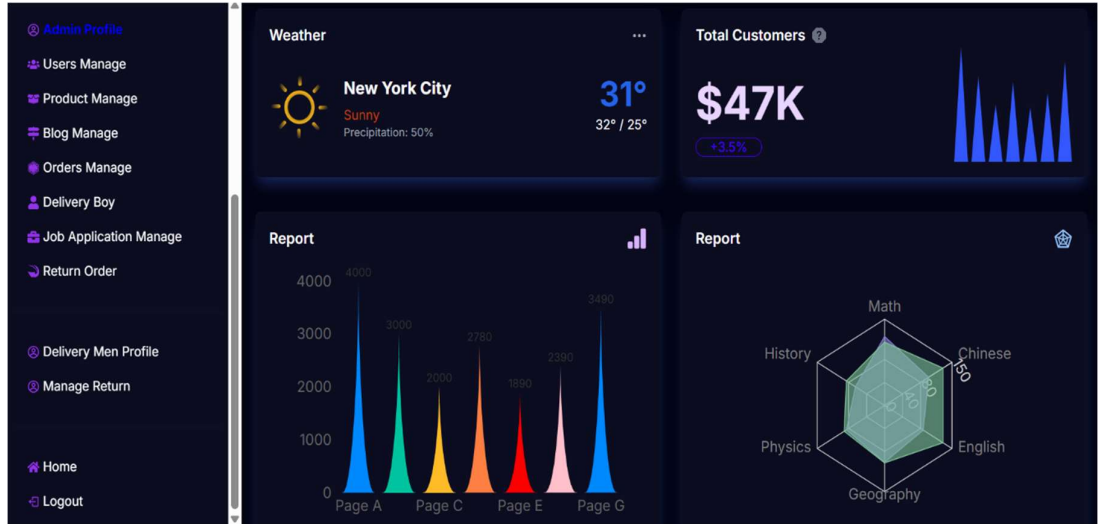 Admin Profile
Users Manage
Product Manage
Blog Manage
Orders Manage
Delivery Boy
Job Application Manage
Return Order
Delivery Men Profile
Manage Return
Home
Logout
Weather
New York City
Sunny
Precipitation: 50%
31°
32° / 25°
Total Customers ?
$47K
+3.5%
Report
4000
3000
2000
1000
0
4000
3000
2000
2780
1890
2390
3490
Page A Page C Page E Page G
Report
Math
Chinese
English
Geography
Physics
History
0
40
80
150